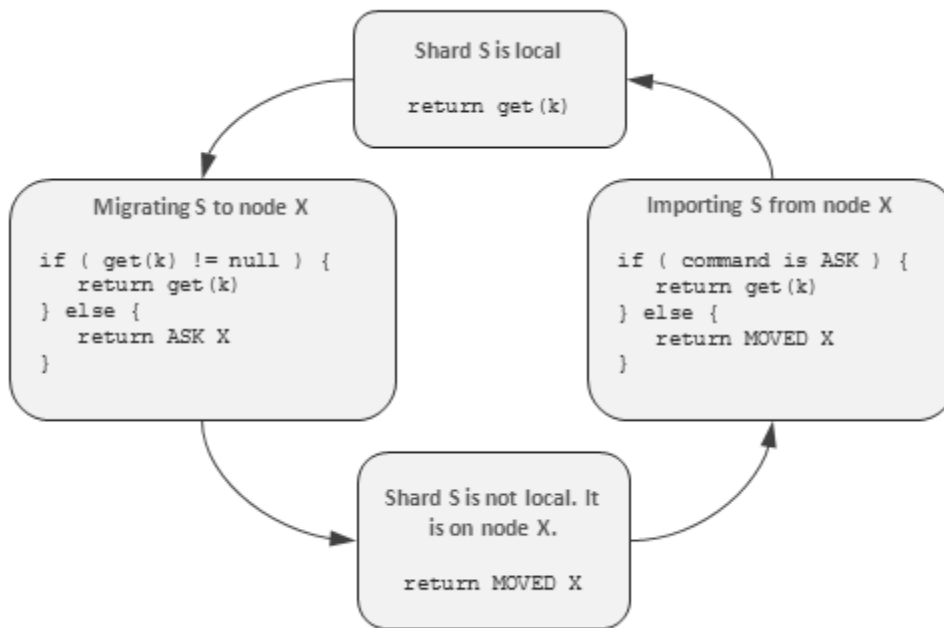 Shard S is local
return get(k)
Migrating S to node X
if ( get(k) != null ) {
   return get(k)
} else {
   return ASK X
}
Importing S from node X
if ( command is ASK ) {
   return get(k)
} else {
   return MOVED X
}
Shard S is not local. It
is on node X.
return MOVED X